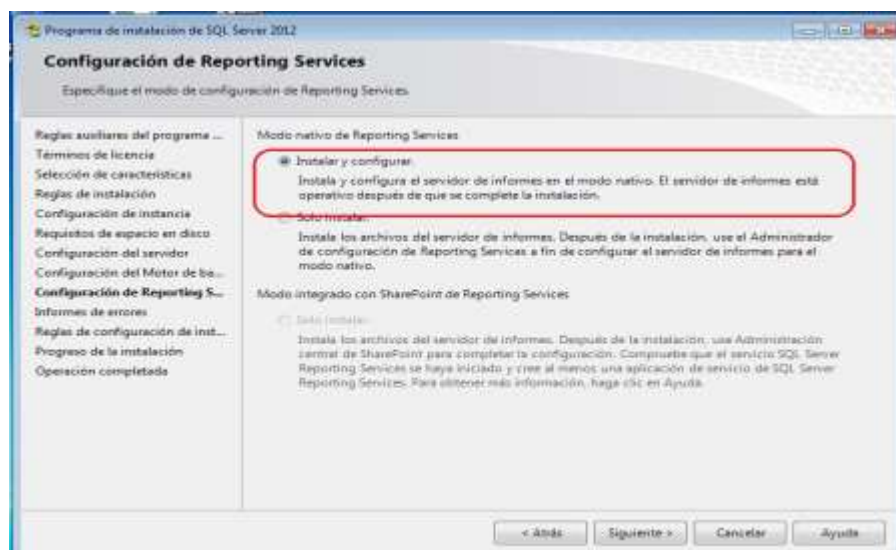 Programa de instalación de SQL Server 2012
Configuración de Reporting Services
Especifique el modo de configuración de Reporting Services.
Reglas auxiliares del programa ...
Términos de licencia
Selección de características
Reglas de instalación
Configuración de instancia
Requisitos de espacio en disco
Configuración del servidor
Configuración del Motor de ba...
Configuración de Reporting S...
Informes de errores
Reglas de configuración de inst...
Progreso de la instalación
Operación completada
Modo nativo de Reporting Services
Instalar y configurar.
Instala y configura el servidor de informes en el modo nativo. El servidor de informes está
operativo después de que se complete la instalación.
Solo instalar.
Instala los archivos del servidor de informes. Después de la instalación, use el Administrador
de configuración de Reporting Services a fin de configurar el servidor de informes para el
modo nativo.
Modo integrado con SharePoint de Reporting Services
Solo instalar.
Instala los archivos del servidor de informes. Después de la instalación, use Administración
central de SharePoint para completar la configuración. Compruebe que el servicio SQL Server
Reporting Services se haya iniciado y cree al menos una aplicación de servicio de SQL Server
Reporting Services. Para obtener más información, haga clic en Ayuda.
< Atrás
Siguiente >
Cancelar
Ayuda